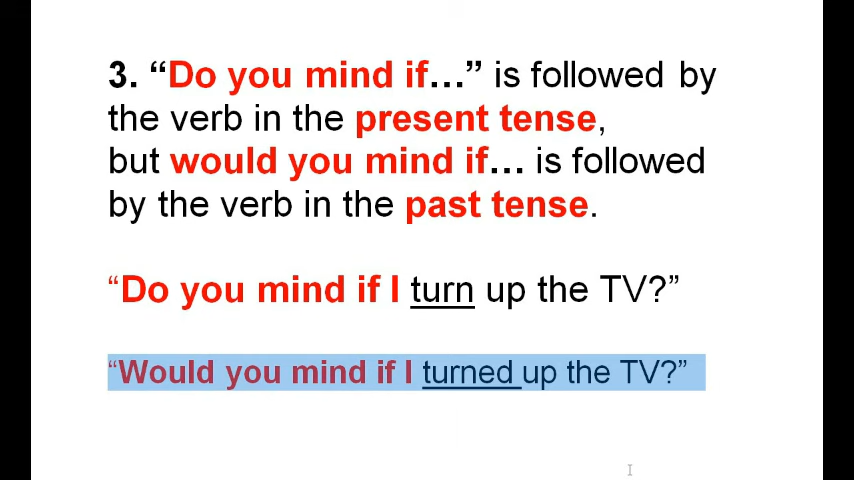 3. “Do you mind if…” is followed by
the verb in the present tense,
but would you mind if… is followed
by the verb in the past tense.
“Do you mind if I turn up the TV?”
“Would you mind if I turned up the TV?”